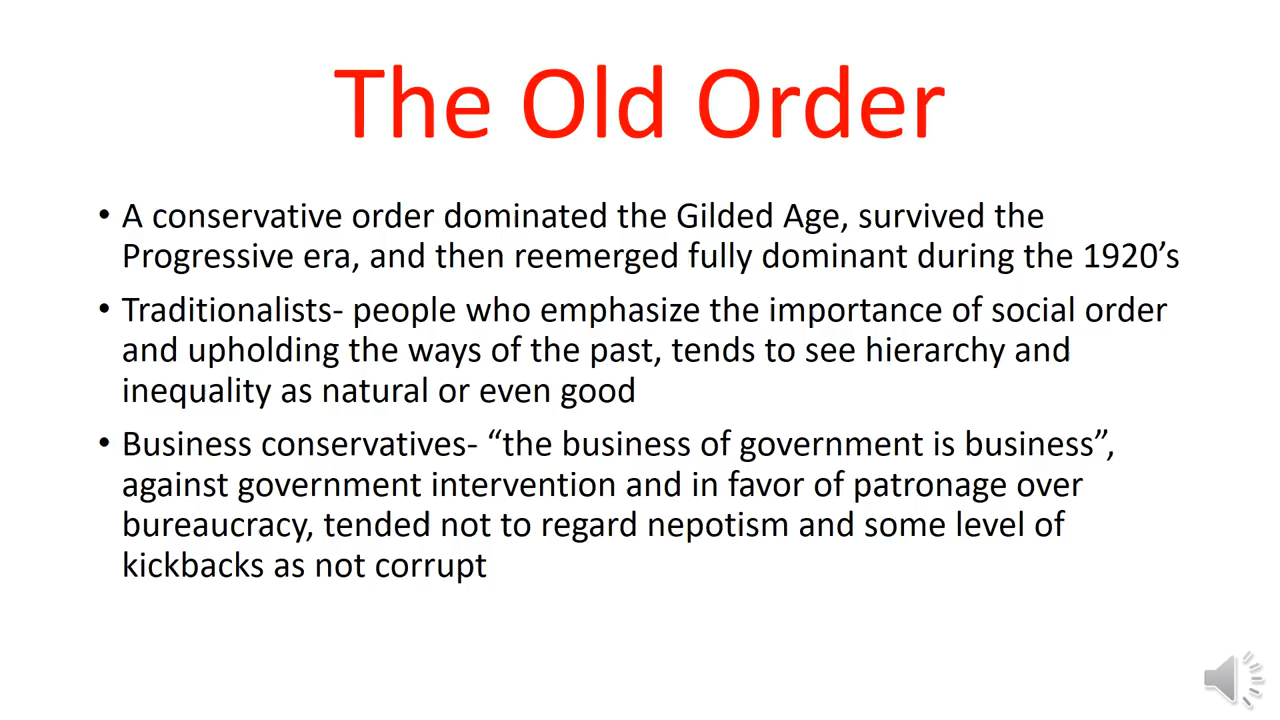 The Old Order
• A conservative order dominated the Gilded Age, survived the
Progressive era, and then reemerged fully dominant during the 1920’s
• Traditionalists- people who emphasize the importance of social order
and upholding the ways of the past, tends to see hierarchy and
inequality as natural or even good
• Business conservatives- “the business of government is business”,
against government intervention and in favor of patronage over
bureaucracy, tended not to regard nepotism and some level of
kickbacks as not corrupt